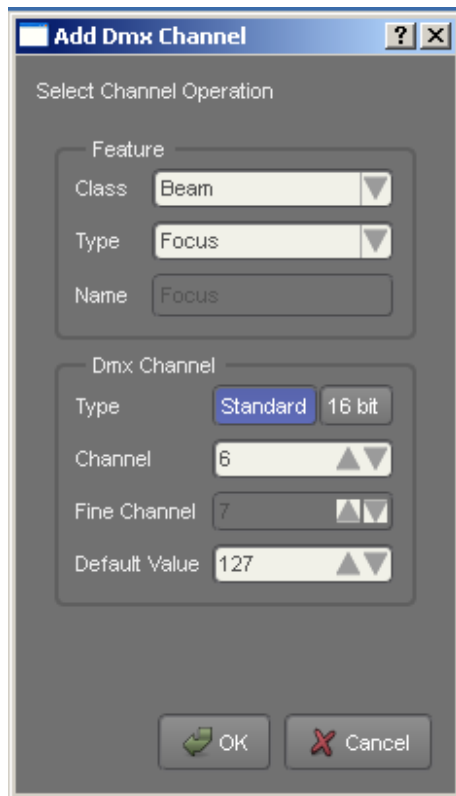 Add Dmx Channel
Select Channel Operation
Feature
Class Beam
Type Focus
Name Focus
Dmx Channel
Type Standard 16 bit
Channel 6
Fine Channel 7
Default Value 127
OK Cancel